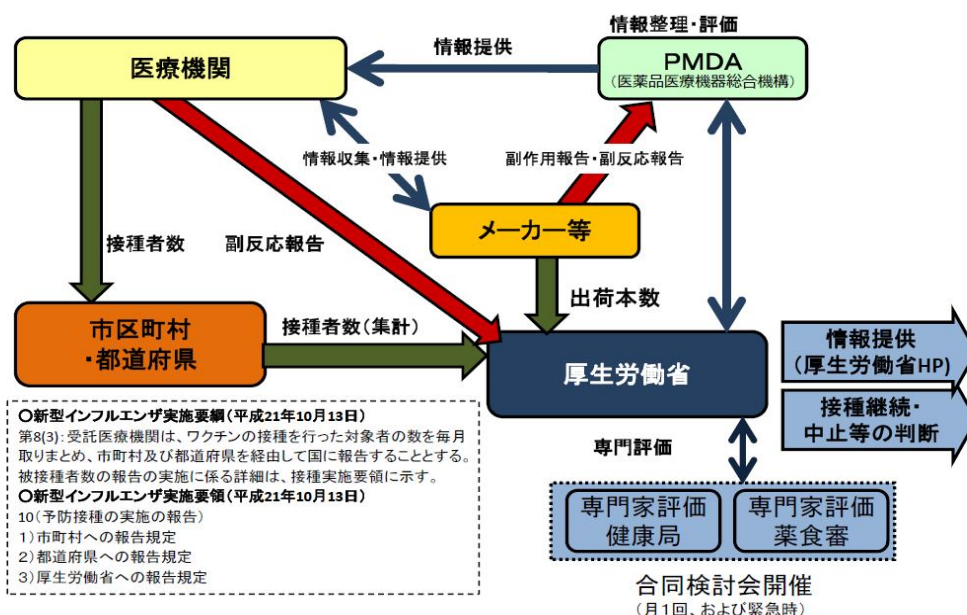 情報整理・評価
医療機関
情報提供
PMDA
(医薬品医療機器総合機構)
情報収集・情報提供
副作用報告・副反応報告
メーカー等
接種者数
副反応報告
出荷本数
市区町村
・都道府県
接種者数(集計)
厚生労働省
情報提供
(厚生労働省HP)
接種継続・
中止等の判断
専門評価
○新型インフルエンザ実施要綱(平成21年10月13日)
第8(3):受託医療機関は、ワクチンの接種を行った対象者の数を毎月
取りまとめ、市町村及び都道府県を経由して国に報告することとする。
被接種者数の報告の実施に係る詳細は、接種実施要領に示す。
○新型インフルエンザ実施要領(平成21年10月13日)
10(予防接種の実施の報告)
1)市町村への報告規定
2)都道府県への報告規定
3)厚生労働省への報告規定
専門家評価
健康局
専門家評価
薬食審
合同検討会開催
(月1回、および緊急時)